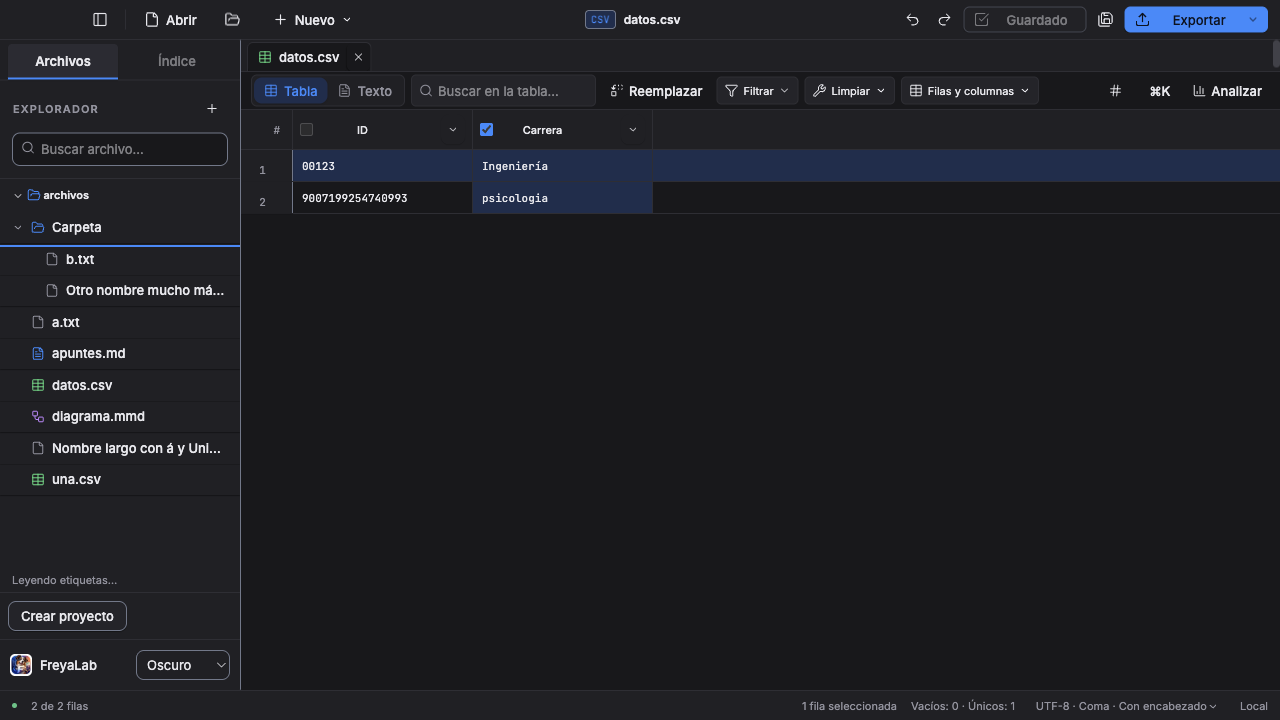 Abrir
Nuevo
CSV datos.csv
Guardado
Exportar
Archivos
Índice
datos.csv
EXPLORADOR
Tabla
Texto
Buscar en la tabla...
Reemplazar
Filtrar
Limpiar
Filas y columnas
#
⌘K
Analizar
Buscar archivo...
# ID Carrera
1 00123 Ingeniería
2 9007199254740993 psicologia
archivos
Carpeta
b.txt
Otro nombre mucho má...
a.txt
apuntes.md
datos.csv
diagrama.mmd
Nombre largo con á y Uni...
una.csv
Leyendo etiquetas...
Crear proyecto
FreyaLab
Oscuro
2 de 2 filas
1 fila seleccionada
Vacíos: 0 · Únicos: 1
UTF-8 · Coma · Con encabezado
Local